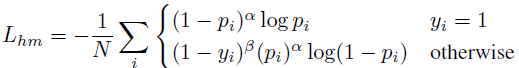 L_{hm} = -\frac{1}{N} \sum_{i} \begin{cases} (1 - p_i)^{\alpha} \log p_i & y_i = 1 \\ (1 - y_i)^{\beta} (p_i)^{\alpha} \log(1 - p_i) & \text{otherwise} \end{cases}